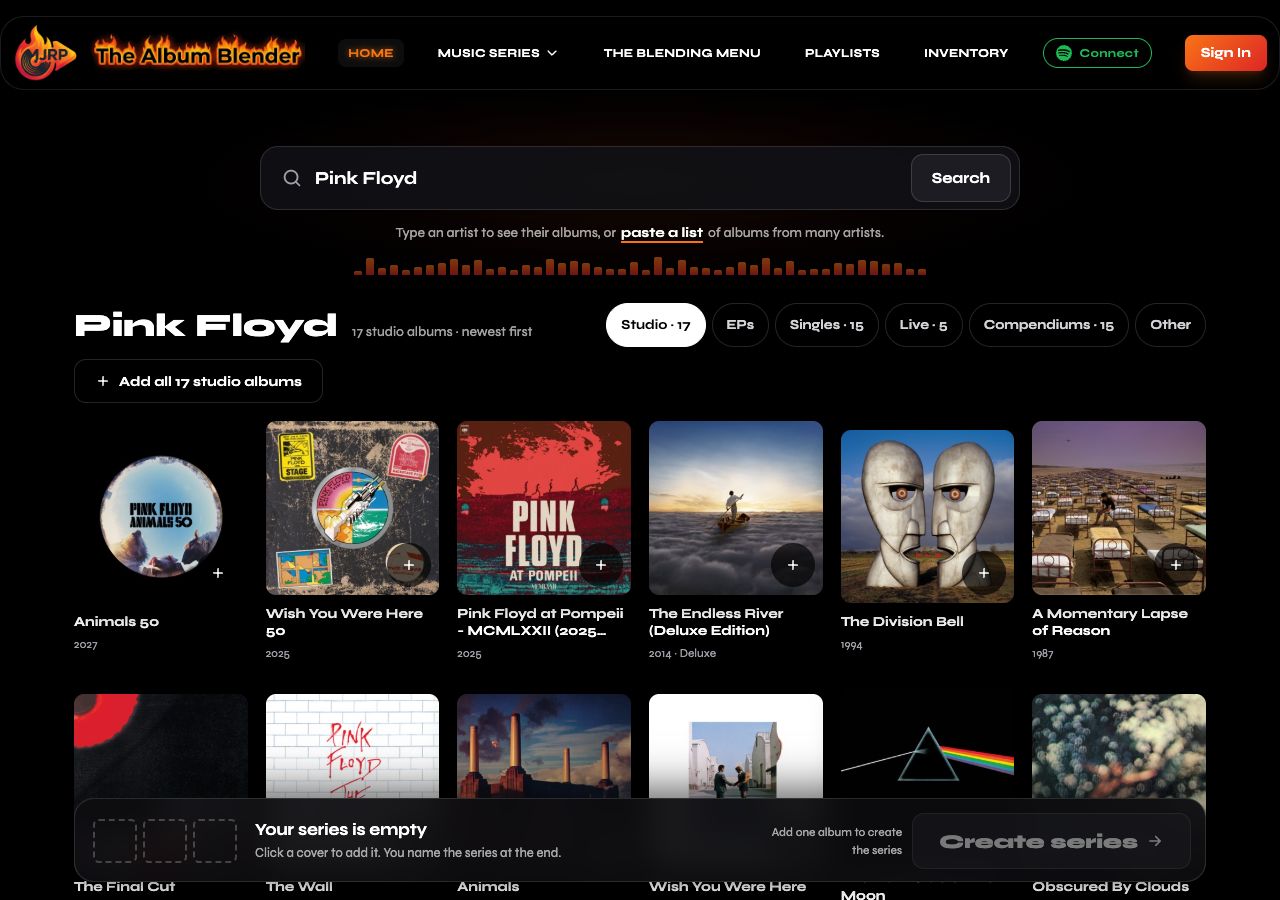 JRP
The Album Blender
HOME
MUSIC SERIES
THE BLENDING MENU
PLAYLISTS
INVENTORY
Connect
Sign In
Pink Floyd
Search
Type an artist to see their albums, or paste a list of albums from many artists.
Pink Floyd
17 studio albums · newest first
Studio · 17
EPs
Singles · 15
Live · 5
Compendiums · 15
Other
+ Add all 17 studio albums
PINK FLOYD
ANIMALS 50
PINK FLOYD
STAGE
PINK
FLOYD
AT POMPEII
MCMLXXII
Animals 50
2027
Wish You Were Here
50
2025
Pink Floyd at Pompeii
- MCMLXXII (2025...
2025
The Endless River
(Deluxe Edition)
2014 · Deluxe
The Division Bell
1994
A Momentary Lapse
of Reason
1987
PINK
FLOYD
THE
Your series is empty
Click a cover to add it. You name the series at the end.
Add one album to create
the series
Create series →
The Final Cut
The Wall
Animals
Wish You Were Here
Moon
Obscured By Clouds